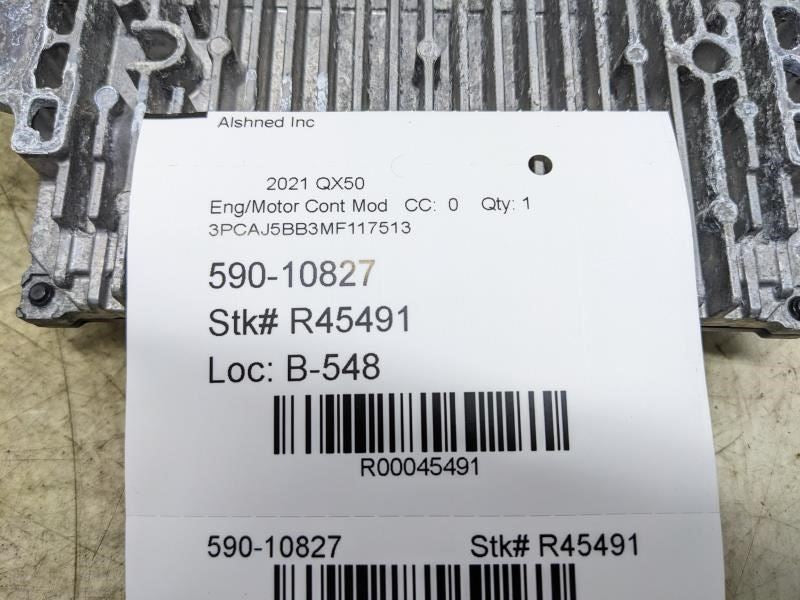 Alshned Inc
2021 QX50
Eng/Motor Cont Mod CC: 0 Qty: 1
3PCAJ5BB3MF117513
590-10827
Stk# R45491
Loc: B-548
R00045491
590-10827 Stk# R45491